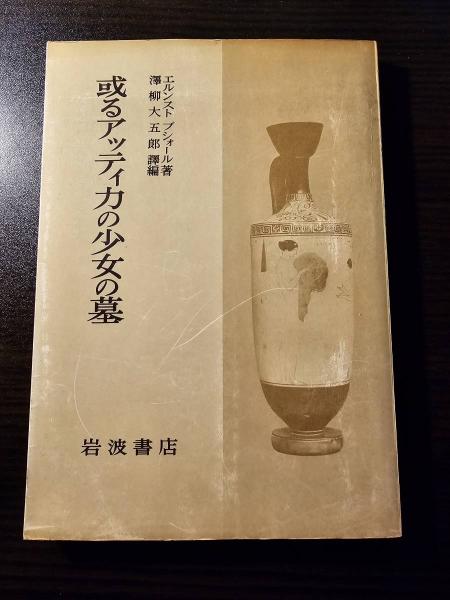 或るアッティカの少女の墓
エルンスト ブショール著
澤柳大五郎譯編
岩波書店